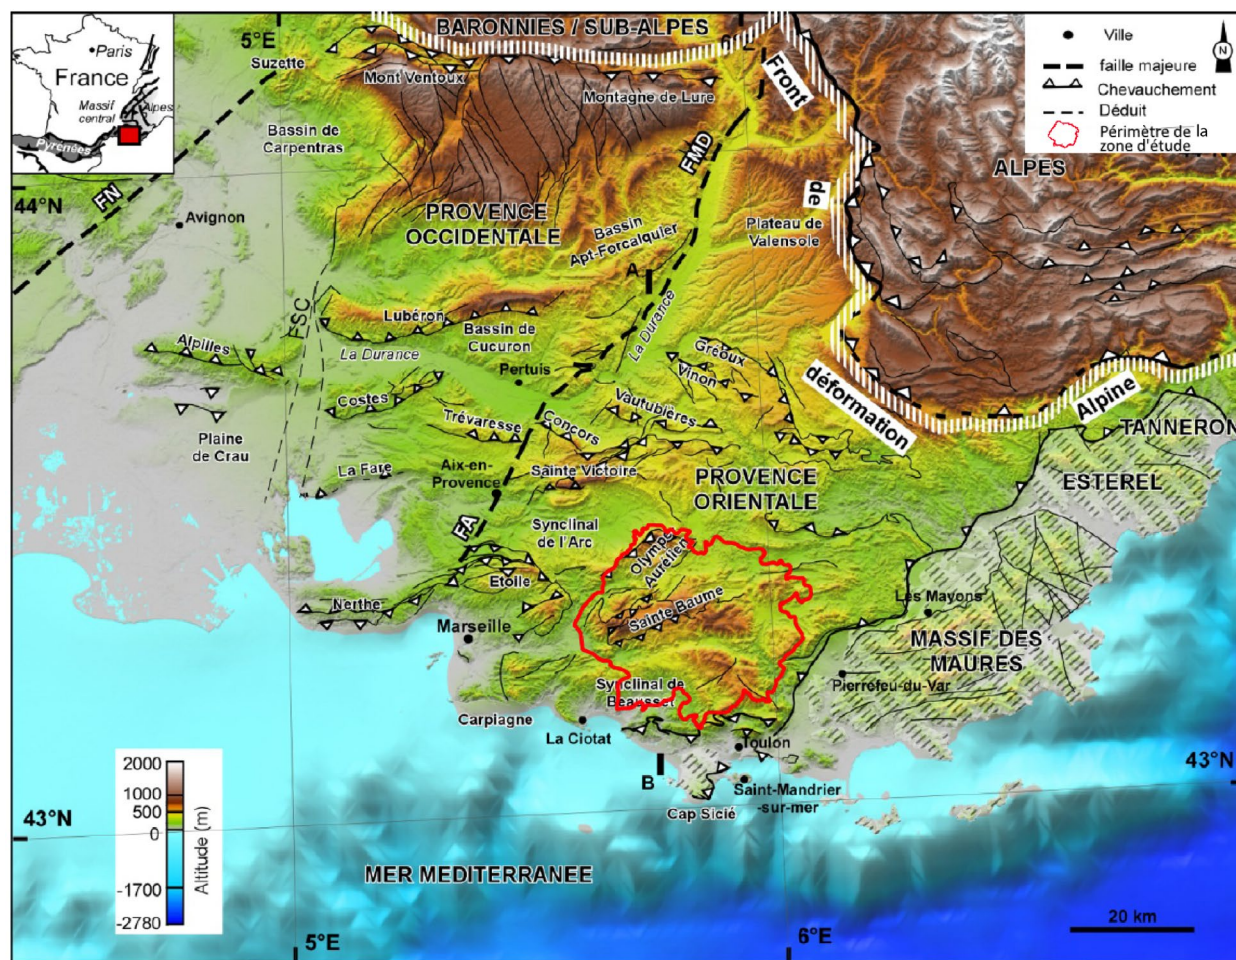 Paris
France
Massif
central
Alpes
Pyrénées
5°E
Suzette
BARONNIES / SUB-ALPES
Mont Ventoux
Montagne de Lure
Front
de
déformation
Alpine
Ville
faille majeure
Chevauchement
Déduit
Périmètre de la
zone d'étude
N
Bassin de
Carpentras
FMD
ALPES
44°N
FN
Avignon
PROVENCE
OCCIDENTALE
Bassin
Apt-Forcalquier
Plateau de
Valensole
A
FSC
Lubéron
Bassin de
Cucuron
La Durance
La Durance
Alpilles
Pertuis
Gréoux
Vinon
Costes
Vautubières
Trévaresse
Concors
Plaine
de Crau
TANNERON
La Fare
Aix-en-
Provence
Sainte Victoire
PROVENCE
ORIENTALE
ESTEREL
FA
Synclinal
de l'Arc
Olympe
Aurélien
Etoile
Nerthe
Sainte Baume
Les Mayons
Marseille
MASSIF DES
MAURES
Pierrefeu-du-Var
Synclinal de
Beausset
Carpiagne
La Ciotat
Toulon
B
Saint-Mandrier
-sur-mer
Cap Sicié
43°N
43°N
2000
1000
500
0
-1700
-2780
Altitude (m)
MER MEDITERRANEE
20 km
5°E
6°E